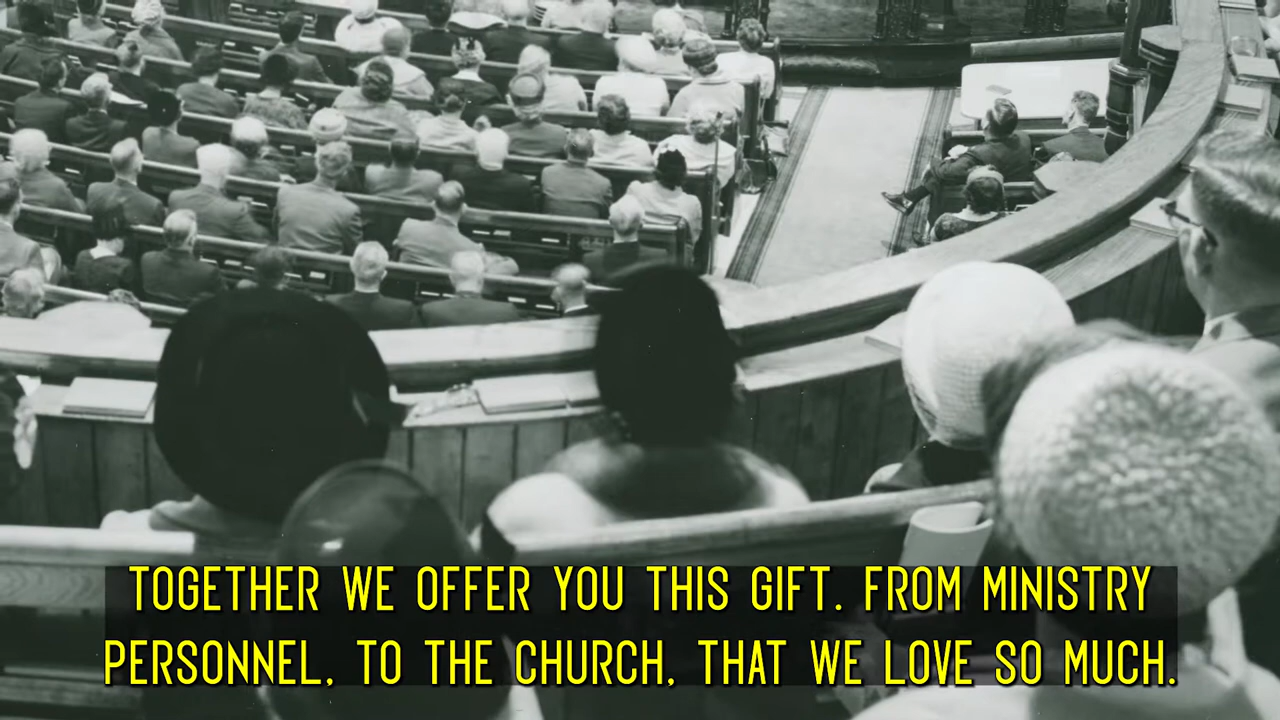 TOGETHER WE OFFER YOU THIS GIFT. FROM MINISTRY
PERSONNEL, TO THE CHURCH, THAT WE LOVE SO MUCH.